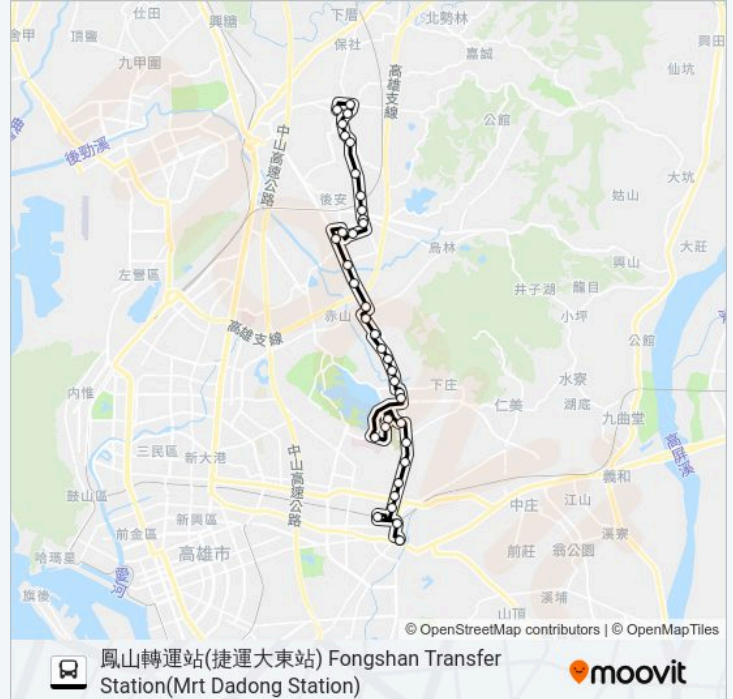 仕田
下厝
北勢林
興糖
興田
舍甲
頂鹽
保社
嘉誠
九甲圍
高雄支線
仙坑
公館
中山高速公路
後勁溪
大坑
後安
姑山
烏林
大莊
興山
左營區
井子湖
龍目
小坪
赤山
高雄支線
公館
下庄
水寮
內惟
仁美
湖底
九曲堂
三民區
新大港
高屏溪
中山高速公路
義和
鼓山區
中庄
江山
新興區
前金區
溪寮
高雄市
前莊
翁公園
哈瑪星
愛河
旗後
溪埔
山頂
© OpenStreetMap contributors | © OpenMapTiles
鳳山轉運站(捷運大東站) Fongshan Transfer
Station(Mrt Dadong Station)
moovit